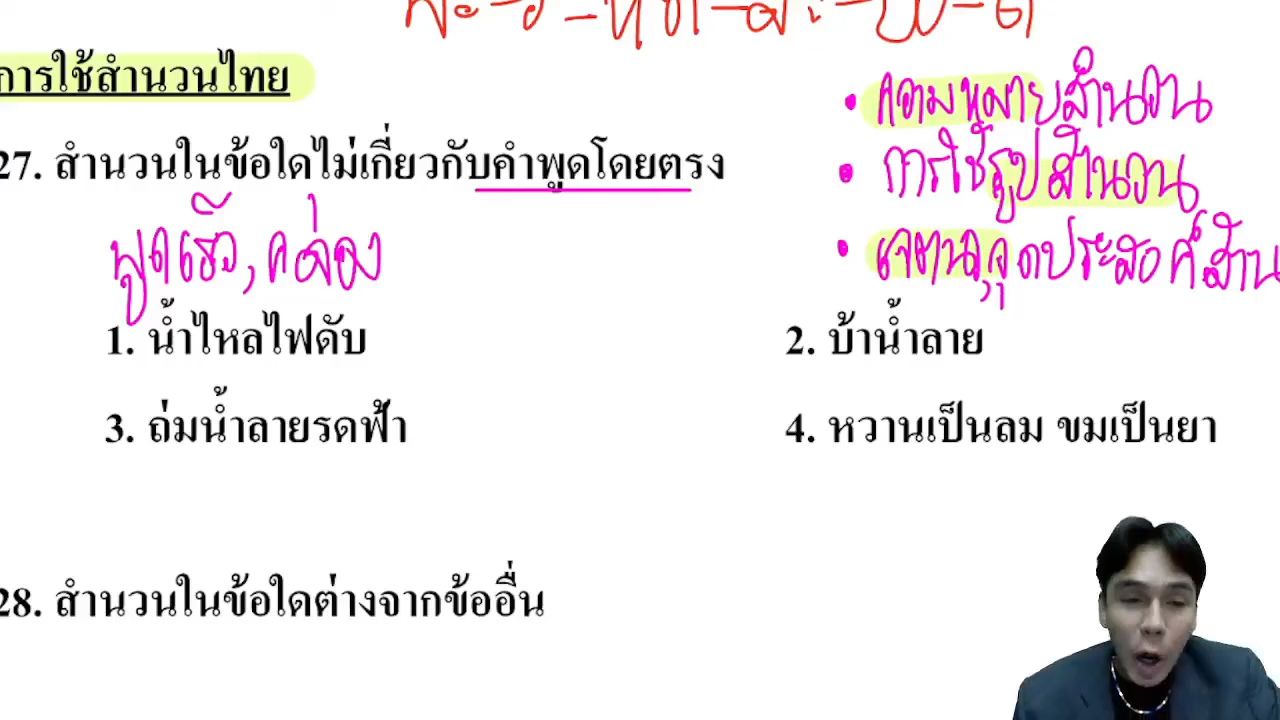 การใช้สำนวนไทย
• ความหมายสำนวน
27. สำนวนในข้อใดไม่เกี่ยวกับคำพูดโดยตรง
• การใช้รูปสำนวน
พูดเร็ว, คล่อง
• เจตนา, จุดประสงค์สำน
1. น้ำไหลไฟดับ
2. บ้าน้ำลาย
3. ถ่มน้ำลายรดฟ้า
4. หวานเป็นลม ขมเป็นยา
28. สำนวนในข้อใดต่างจากข้ออื่น